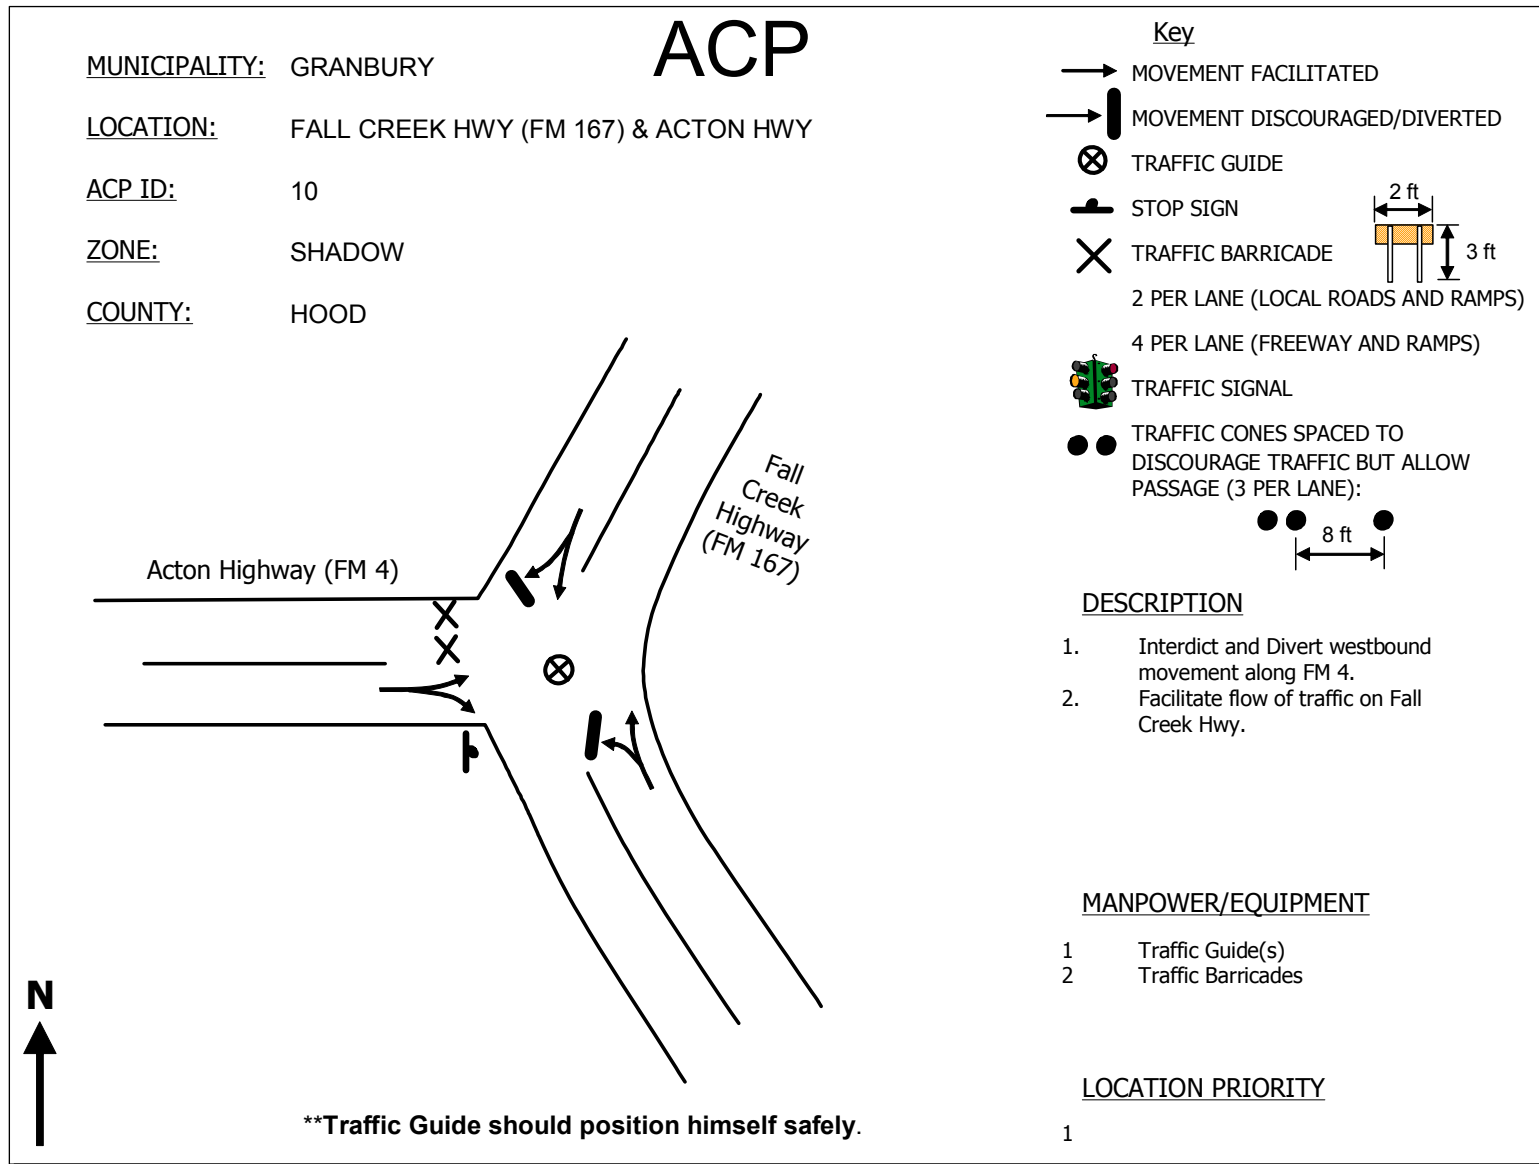 ACP
MUNICIPALITY: GRANBURY
LOCATION: FALL CREEK HWY (FM 167) & ACTON HWY
ACP ID: 10
ZONE: SHADOW
COUNTY: HOOD
Acton Highway (FM 4)
Fall
Creek
Highway
(FM 167)
N
**Traffic Guide should position himself safely.
Key
MOVEMENT FACILITATED
MOVEMENT DISCOURAGED/DIVERTED
TRAFFIC GUIDE
STOP SIGN
TRAFFIC BARRICADE
2 ft
3 ft
2 PER LANE (LOCAL ROADS AND RAMPS)
4 PER LANE (FREEWAY AND RAMPS)
TRAFFIC SIGNAL
TRAFFIC CONES SPACED TO
DISCOURAGE TRAFFIC BUT ALLOW
PASSAGE (3 PER LANE):
8 ft
DESCRIPTION
1. Interdict and Divert westbound
movement along FM 4.
2. Facilitate flow of traffic on Fall
Creek Hwy.
MANPOWER/EQUIPMENT
1 Traffic Guide(s)
2 Traffic Barricades
LOCATION PRIORITY
1